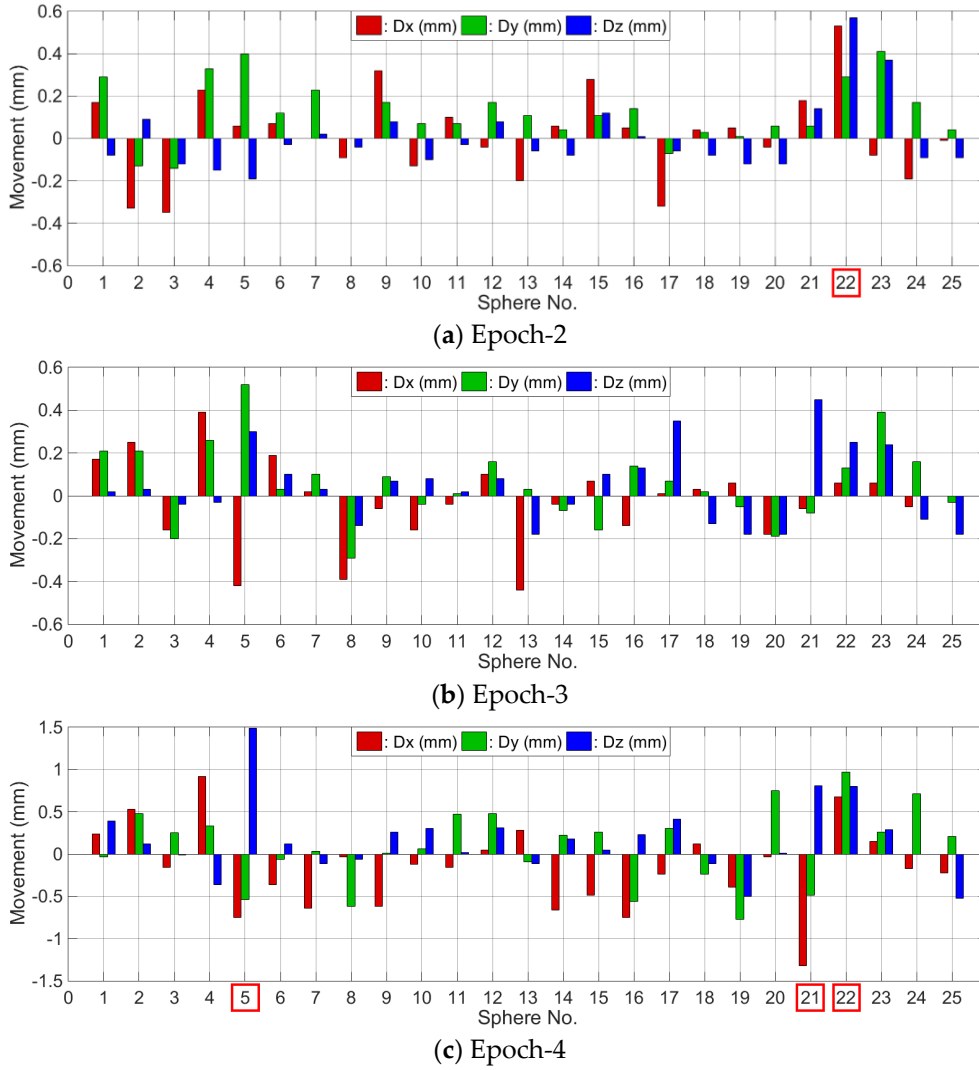 0.6
0.4
0.2
0
-0.2
-0.4
-0.6
Movement (mm)
: Dx (mm) : Dy (mm) : Dz (mm)
0 1 2 3 4 5 6 7 8 9 10 11 12 13 14 15 16 17 18 19 20 21 22 23 24 25
Sphere No.
(a) Epoch-2
0.6
0.4
0.2
0
-0.2
-0.4
-0.6
Movement (mm)
: Dx (mm) : Dy (mm) : Dz (mm)
0 1 2 3 4 5 6 7 8 9 10 11 12 13 14 15 16 17 18 19 20 21 22 23 24 25
Sphere No.
(b) Epoch-3
1.5
1
0.5
0
-0.5
-1
-1.5
Movement (mm)
: Dx (mm) : Dy (mm) : Dz (mm)
0 1 2 3 4 5 6 7 8 9 10 11 12 13 14 15 16 17 18 19 20 21 22 23 24 25
Sphere No.
(c) Epoch-4